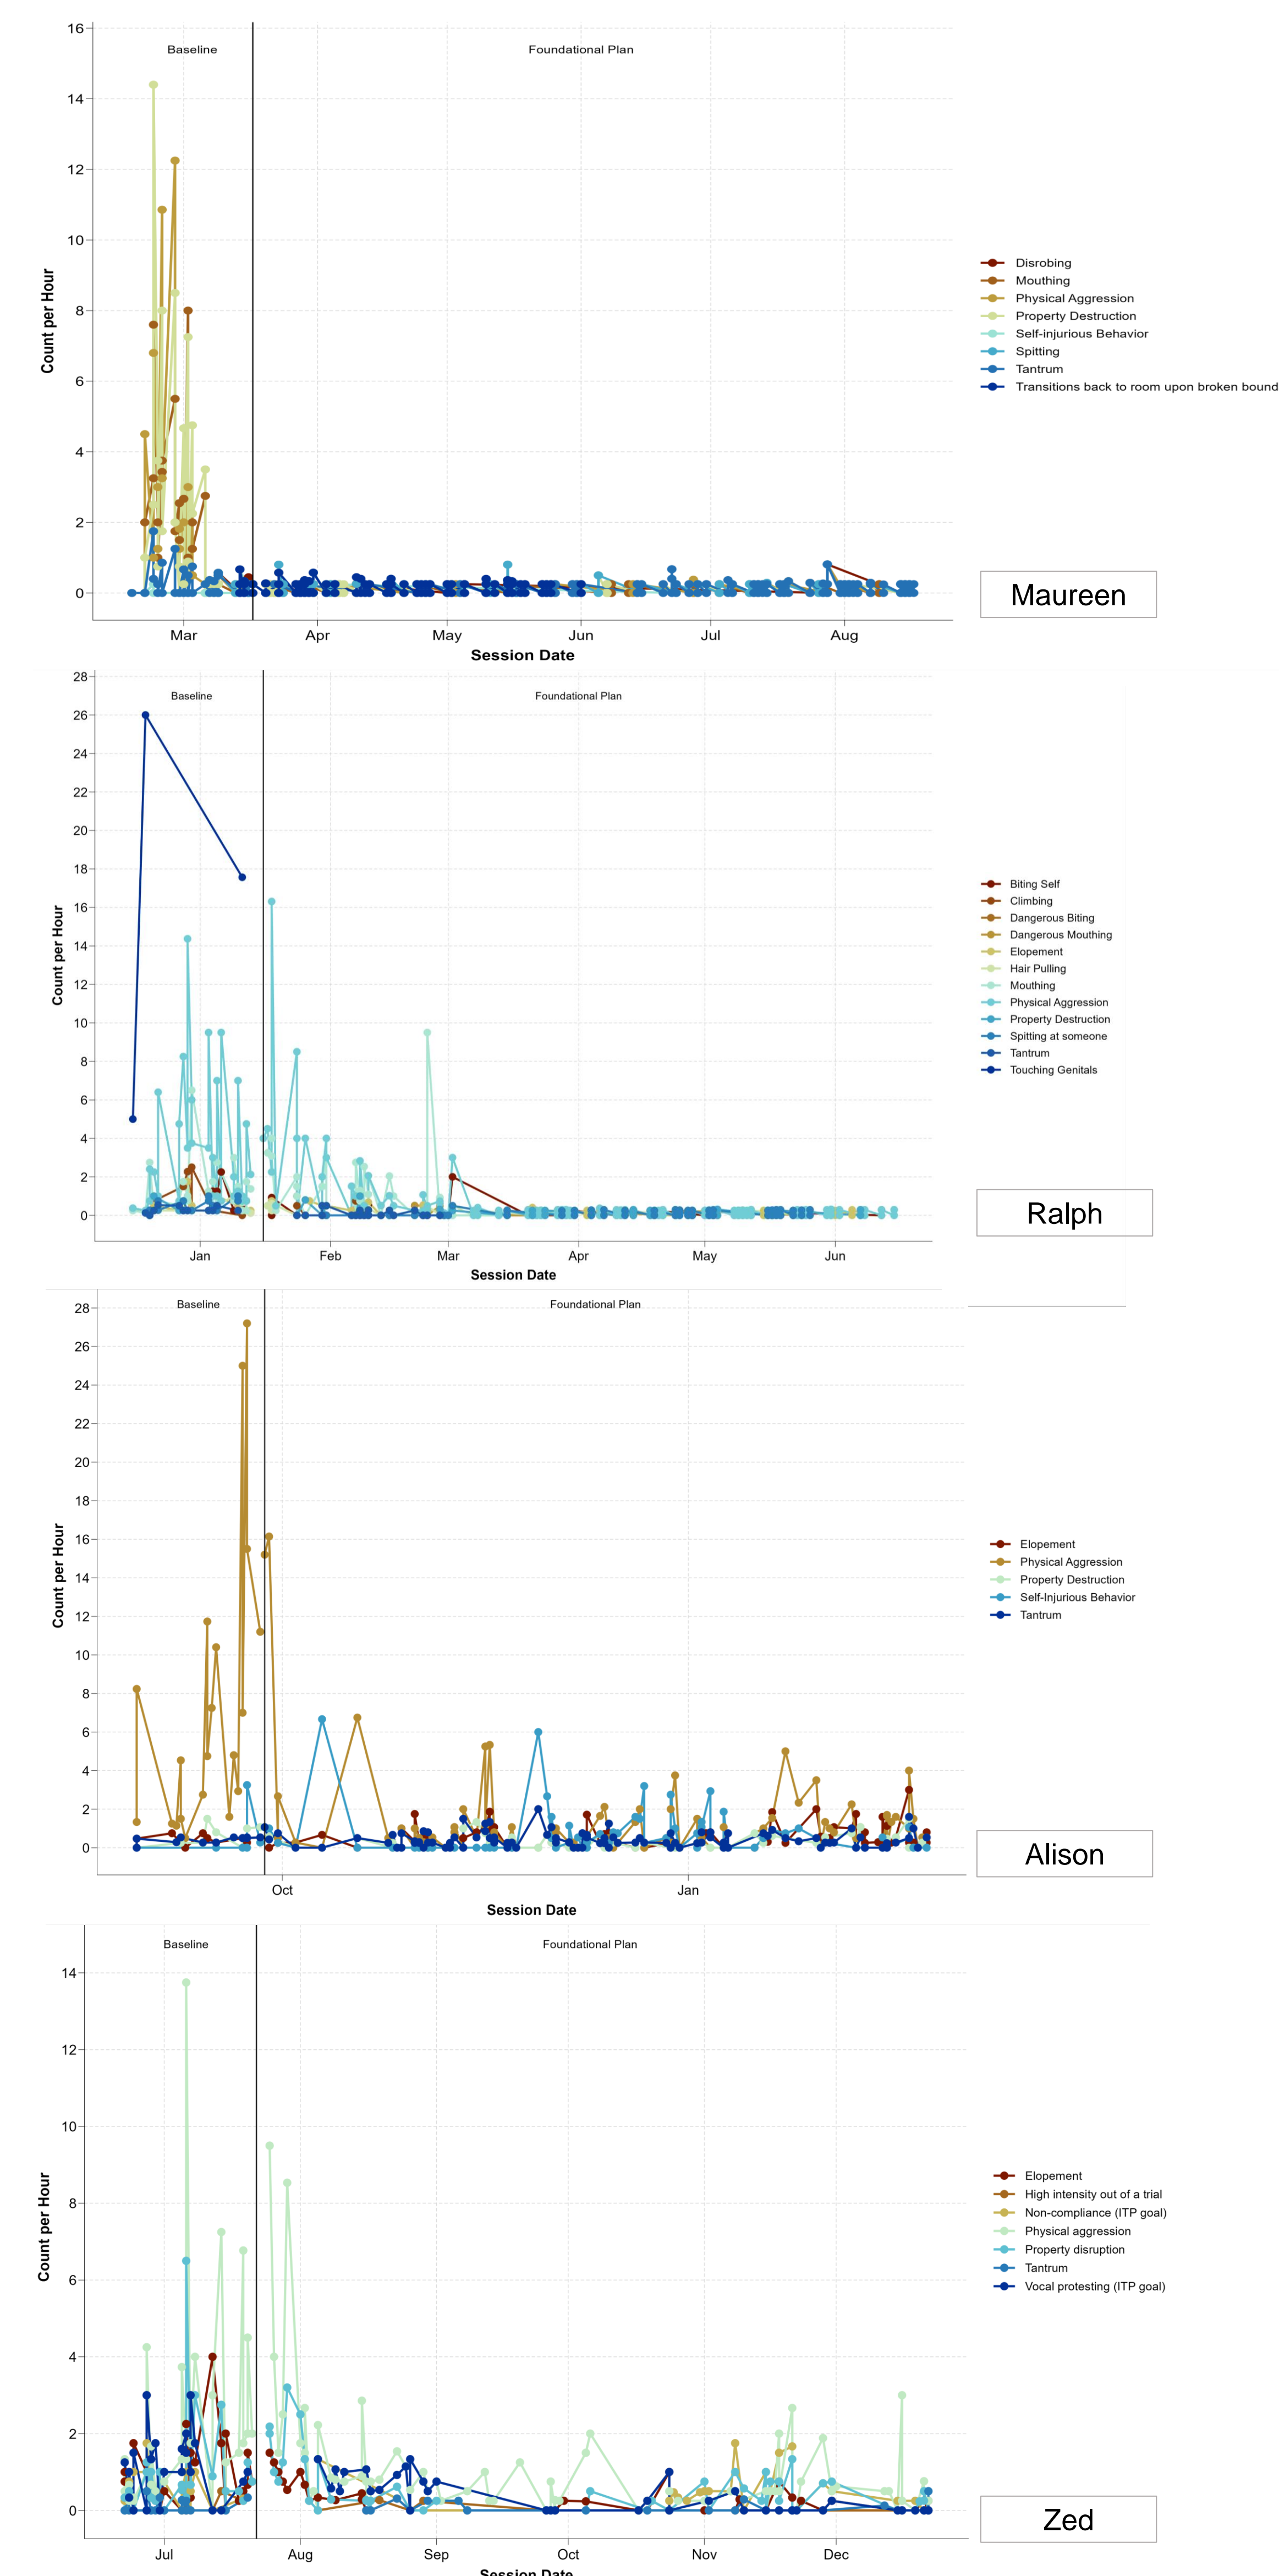 16
Baseline
Foundational Plan
14
12
10
8
6
4
2
0
Count per Hour
Mar
Apr
May
Jun
Jul
Aug
Session Date
Disrobing
Mouthing
Physical Aggression
Property Destruction
Self-injurious Behavior
Spitting
Tantrum
Transitions back to room upon broken bound
Maureen
28
Baseline
Foundational Plan
26
24
22
20
18
16
14
12
10
8
6
4
2
0
Count per Hour
Jan
Feb
Mar
Apr
May
Jun
Session Date
Biting Self
Climbing
Dangerous Biting
Dangerous Mouthing
Elopement
Hair Pulling
Mouthing
Physical Aggression
Property Destruction
Spitting at someone
Tantrum
Touching Genitals
Ralph
28
Baseline
Foundational Plan
26
24
22
20
18
16
14
12
10
8
6
4
2
0
Count per Hour
Oct
Jan
Session Date
Elopement
Physical Aggression
Property Destruction
Self-Injurious Behavior
Tantrum
Alison
Baseline
Foundational Plan
14
12
10
8
6
4
2
0
Count per Hour
Jul
Aug
Sep
Oct
Nov
Dec
Session Date
Elopement
High intensity out of a trial
Non-compliance (ITP goal)
Physical aggression
Property disruption
Tantrum
Vocal protesting (ITP goal)
Zed